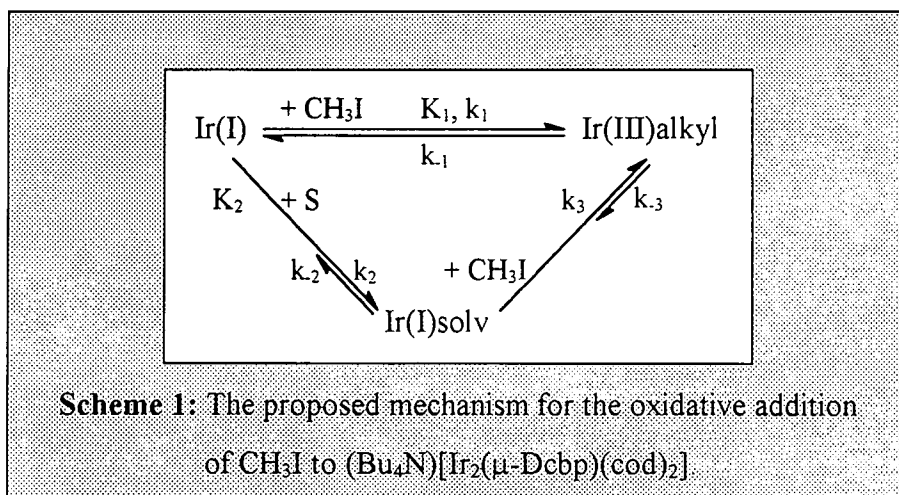 + CH₃I K₁, k₁
Ir(I) Ir(III)alkyl
k₋₁
K₂ + S k₃ k₋₃
k₋₂ k₂ + CH₃I
Ir(I)solv
Scheme 1: The proposed mechanism for the oxidative addition
of CH₃I to (Bu₄N)[Ir₂(μ-Dcbp)(cod)₂].